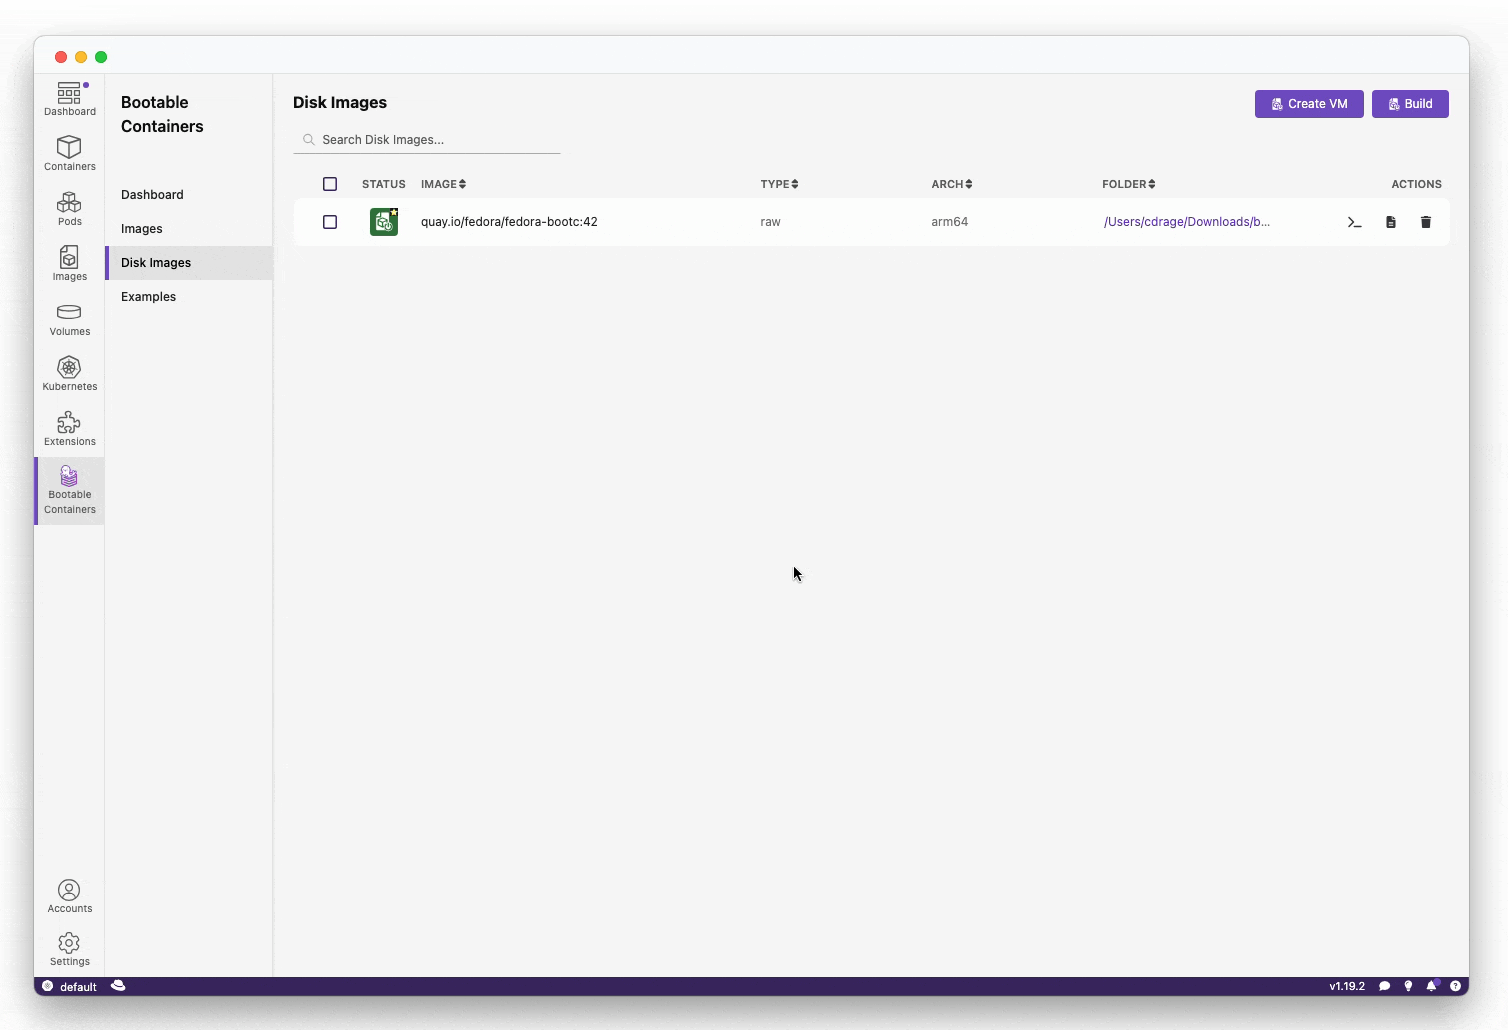 Dashboard
Containers
Pods
Images
Volumes
Kubernetes
Extensions
Bootable
Containers
Accounts
Settings
Bootable
Containers
Dashboard
Images
Disk Images
Examples
Disk Images
Create VM
Build
Search Disk Images...
STATUS IMAGE TYPE ARCH FOLDER ACTIONS
quay.io/fedora/fedora-bootc:42 raw arm64 /Users/cdrage/Downloads/b...
default
v1.19.2